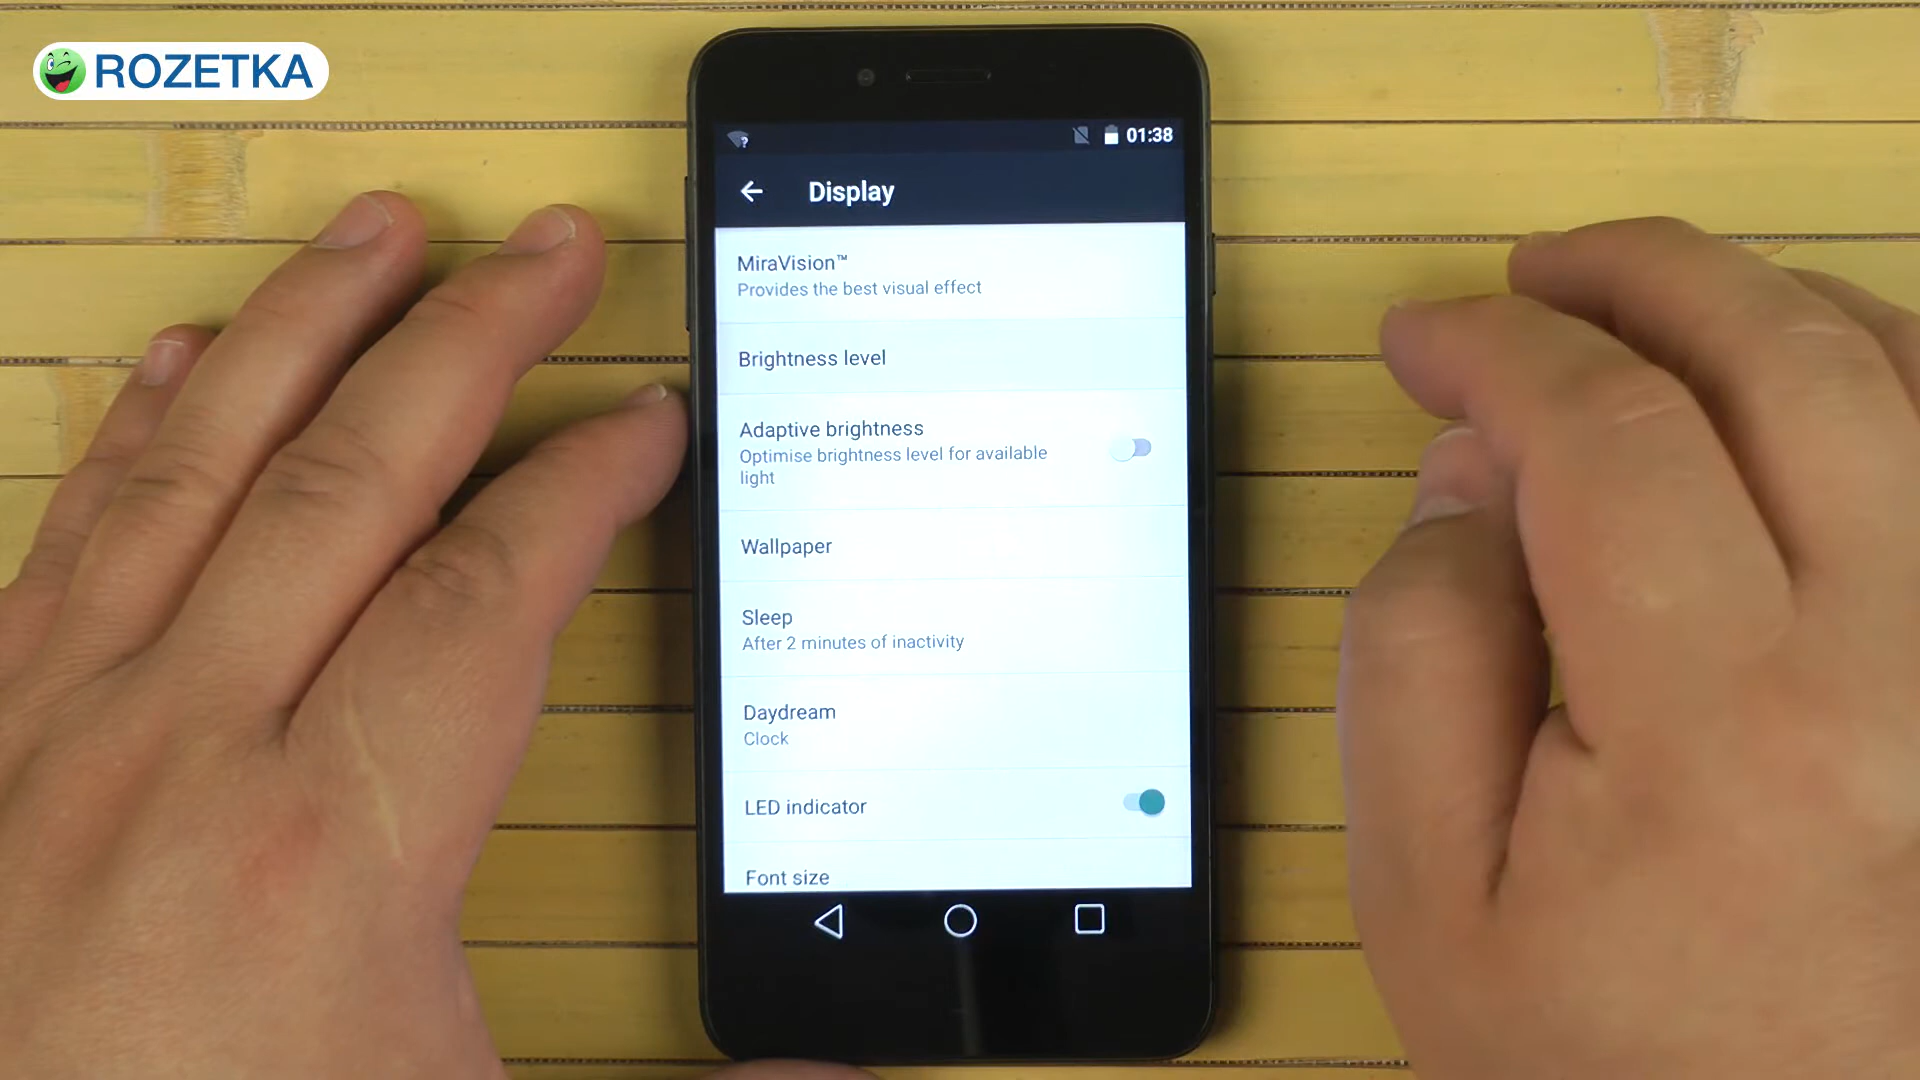 ROZETKA
01:38
Display
MiraVision™
Provides the best visual effect
Brightness level
Adaptive brightness
Optimise brightness level for available
light
Wallpaper
Sleep
After 2 minutes of inactivity
Daydream
Clock
LED indicator
Font size